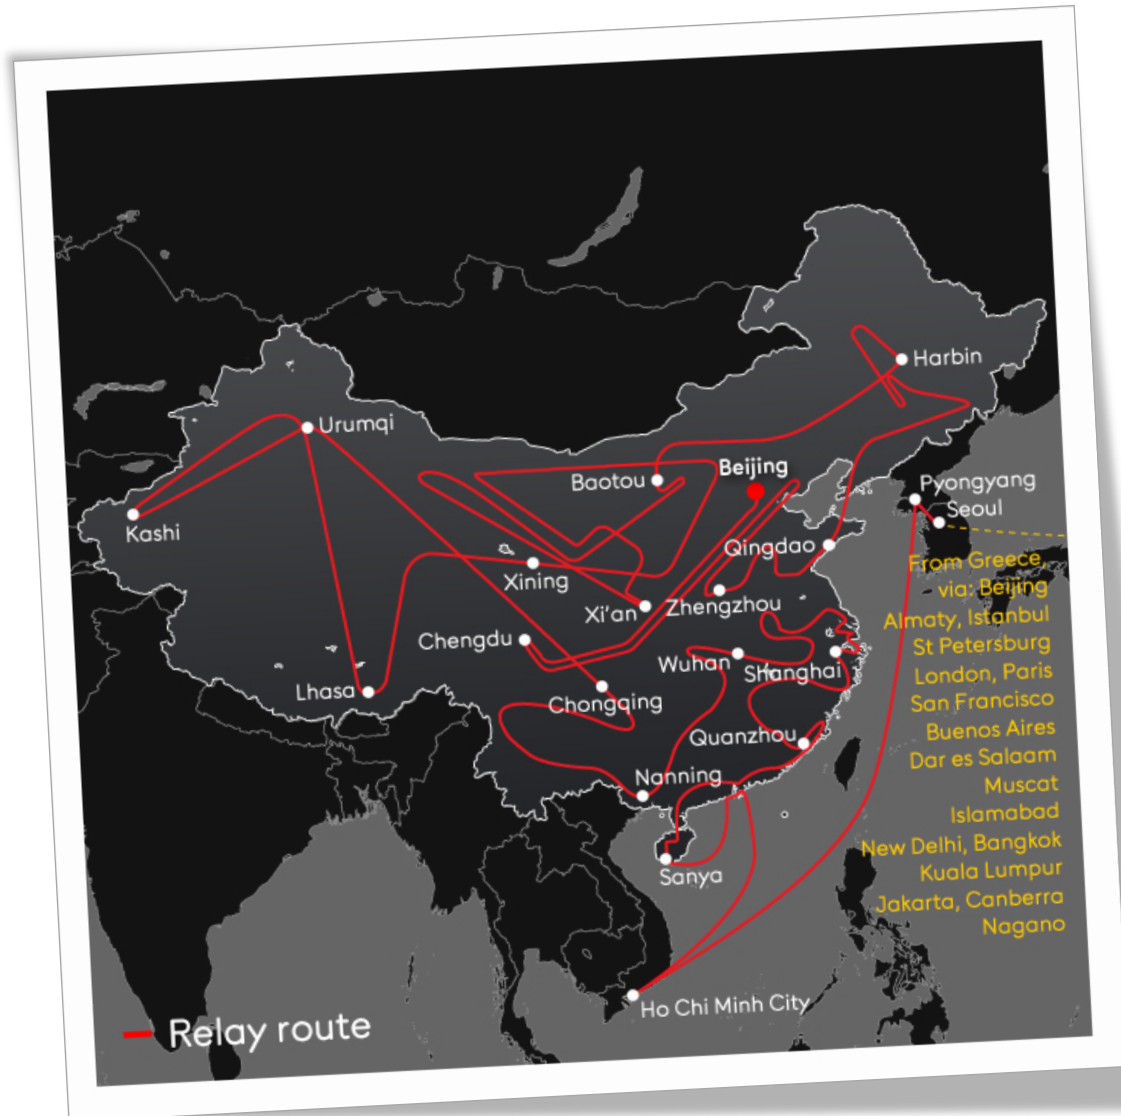 Harbin
Urumqi
Beijing
Baotou
Pyongyang
Seoul
Kashi
Qingdao
From Greece,
via: Beijing
Almaty, Istanbul
St Petersburg
London, Paris
San Francisco
Buenos Aires
Dar es Salaam
Muscat
Islamabad
New Delhi, Bangkok
Kuala Lumpur
Jakarta, Canberra
Nagano
Xining
Xi'an
Zhengzhou
Chengdu
Wuhan
Shanghai
Lhasa
Chongqing
Quanzhou
Nanning
Sanya
Ho Chi Minh City
Relay route